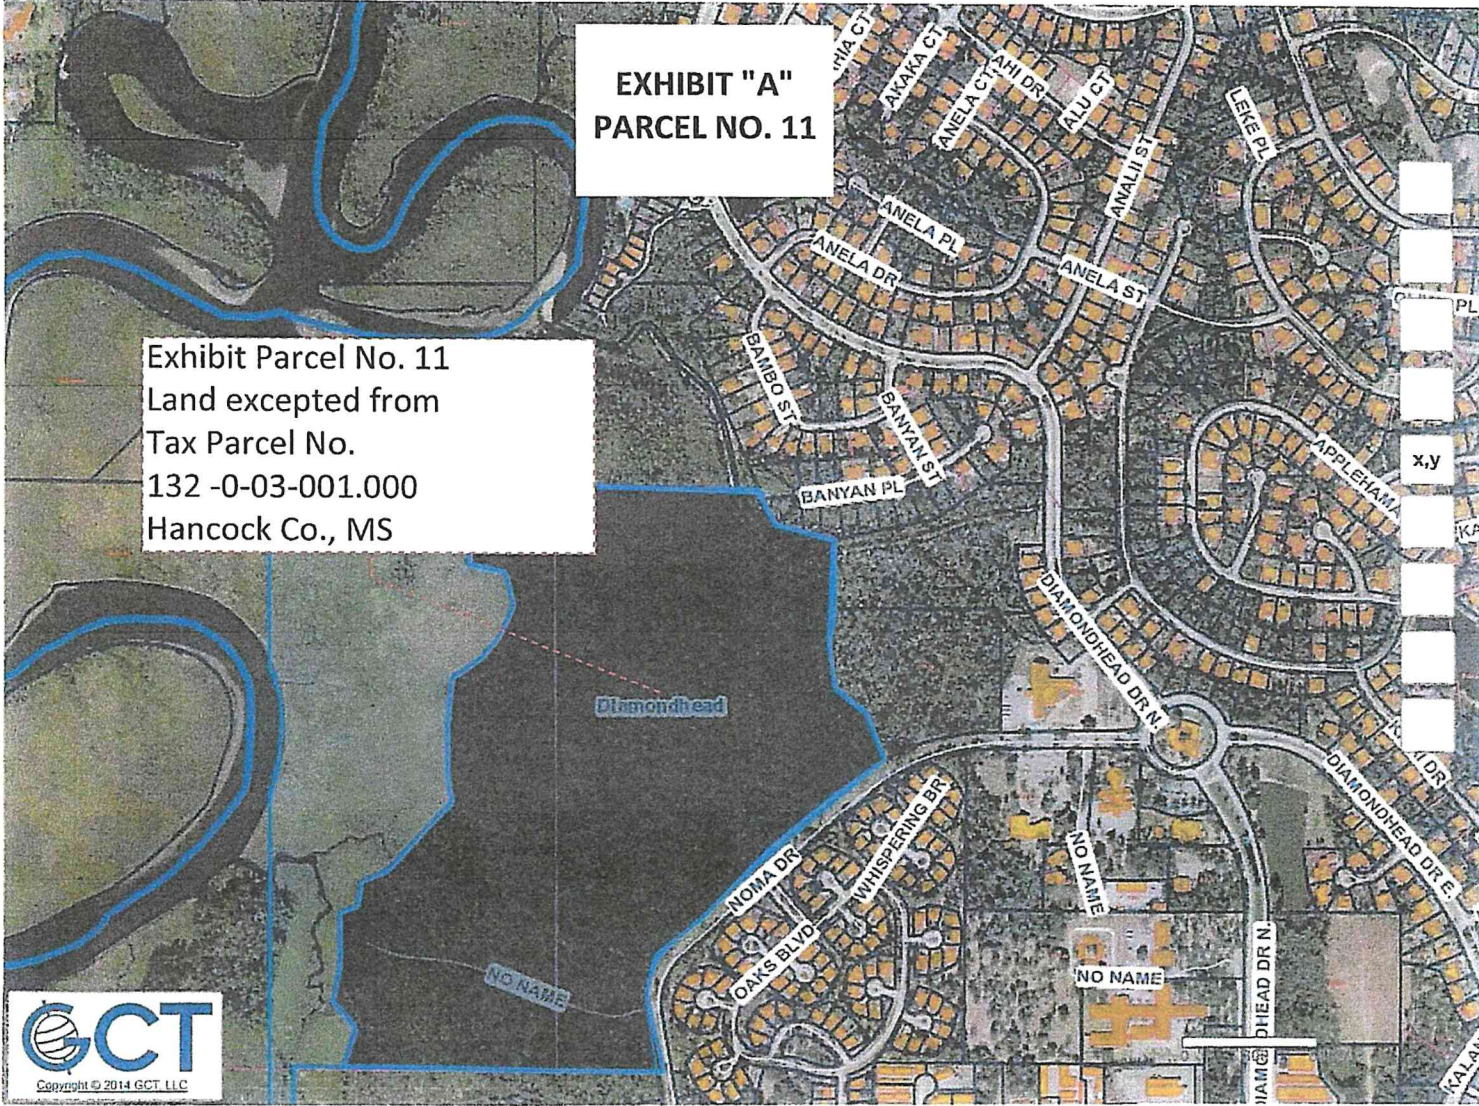 EXHIBIT "A"
PARCEL NO. 11
AKAKA CT
ANELA CT
AHI DR
ALU CT
ANALII ST
LEKE PL
ANELA PL
ANELA DR
ANELA ST
Exhibit Parcel No. 11
Land excepted from
Tax Parcel No.
132 -0-03-001.000
Hancock Co., MS
BAMBO ST
BANYAN ST
BANYAN PL
x,y
DIAMONDHEAD DR N
Diamondhead
DIAMONDHEAD DR E
WHISPERING BR
NOMA DR
OAKS BLVD
NO NAME
NO NAME
NO NAME
GCT
Copyright © 2014 GCT, LLC